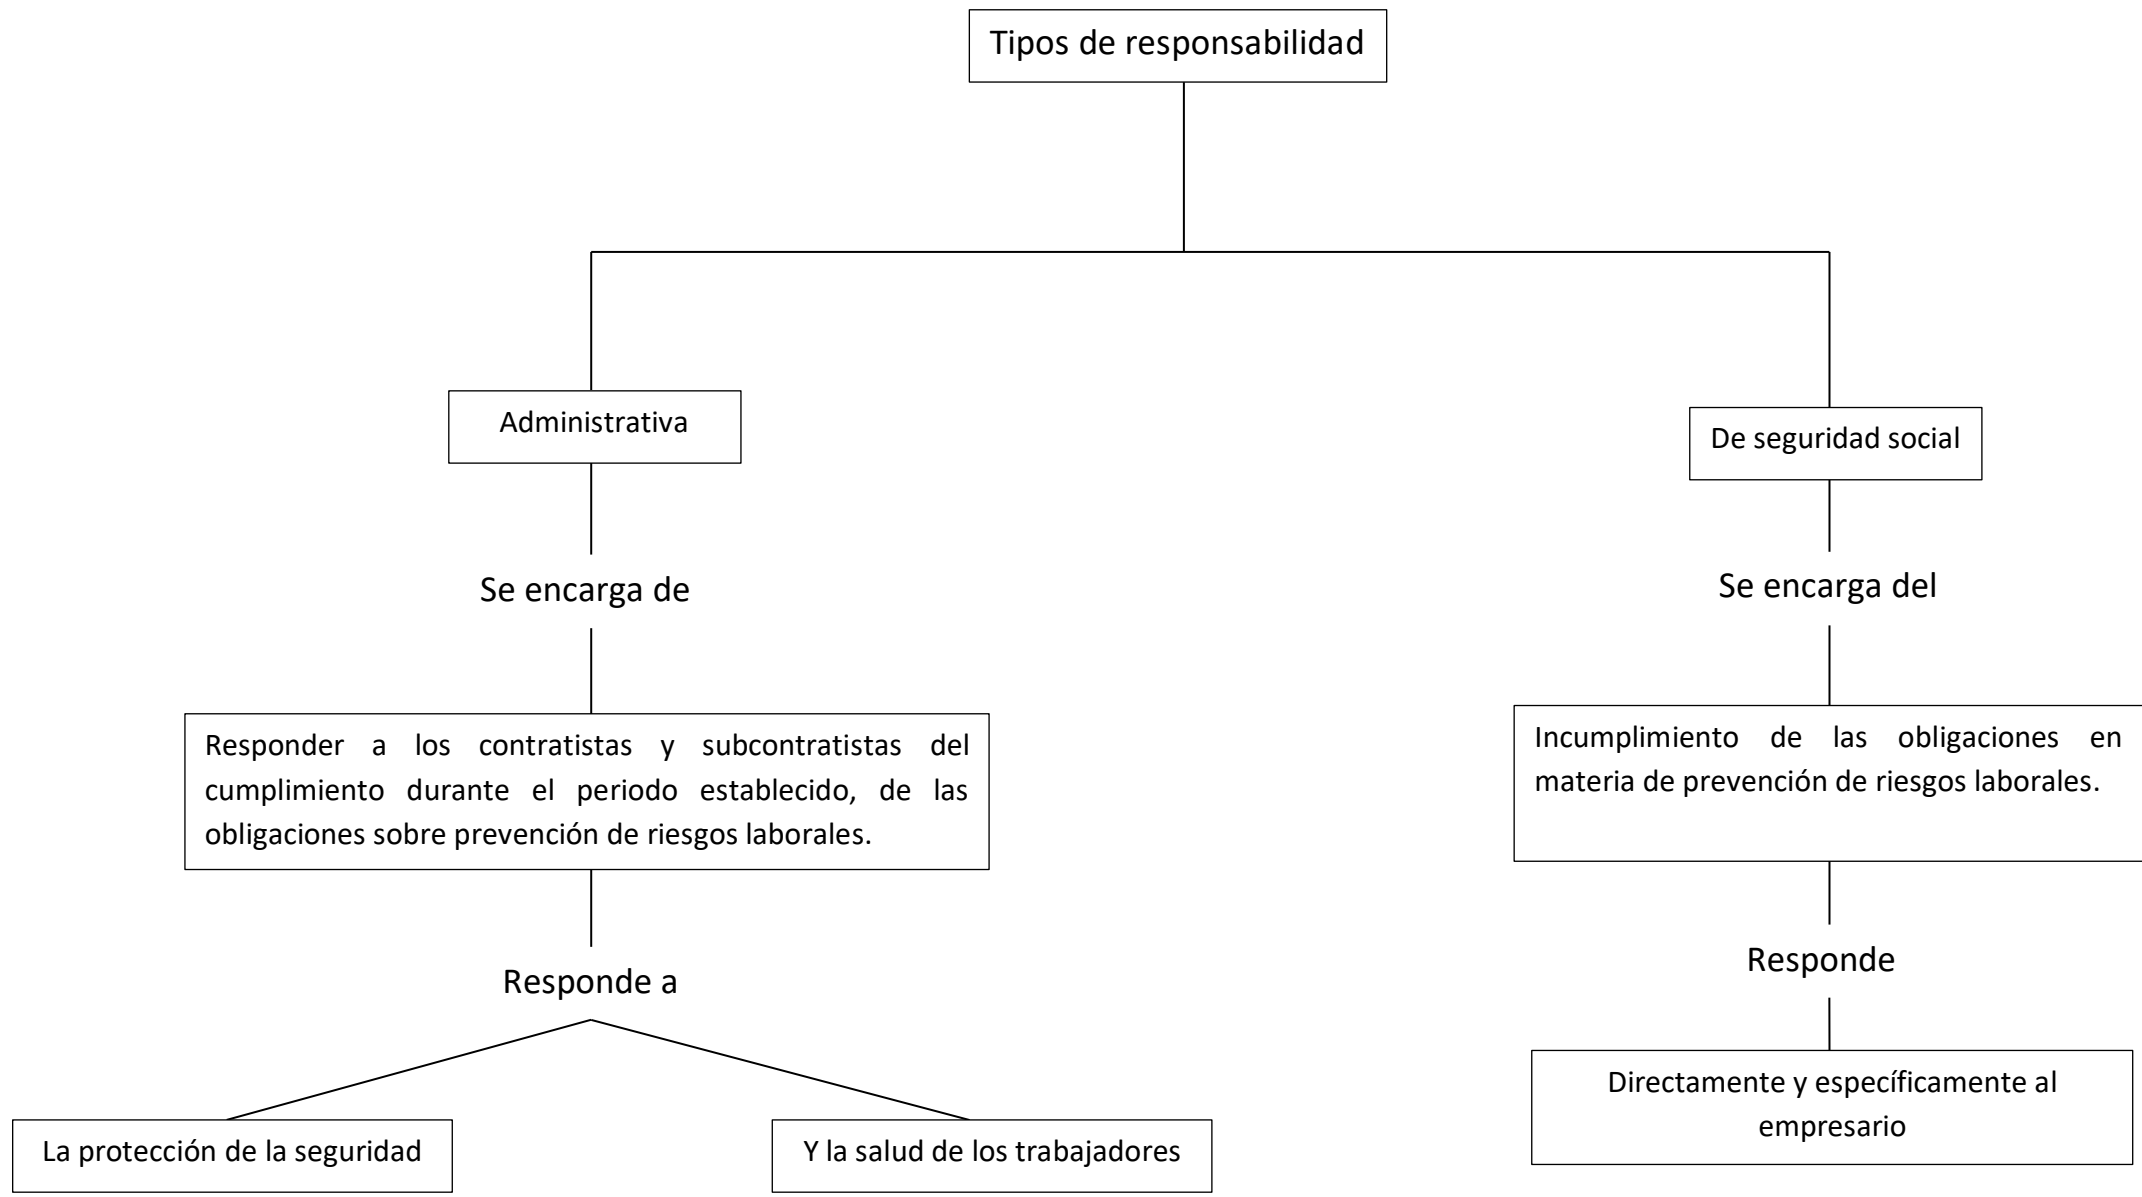 Tipos de responsabilidad
Administrativa
Se encarga de
Responder a los contratistas y subcontratistas del
cumplimiento durante el periodo establecido, de las
obligaciones sobre prevención de riesgos laborales.
Responde a
La protección de la seguridad
Y la salud de los trabajadores
De seguridad social
Se encarga del
Incumplimiento de las obligaciones en
materia de prevención de riesgos laborales.
Responde
Directamente y específicamente al
empresario